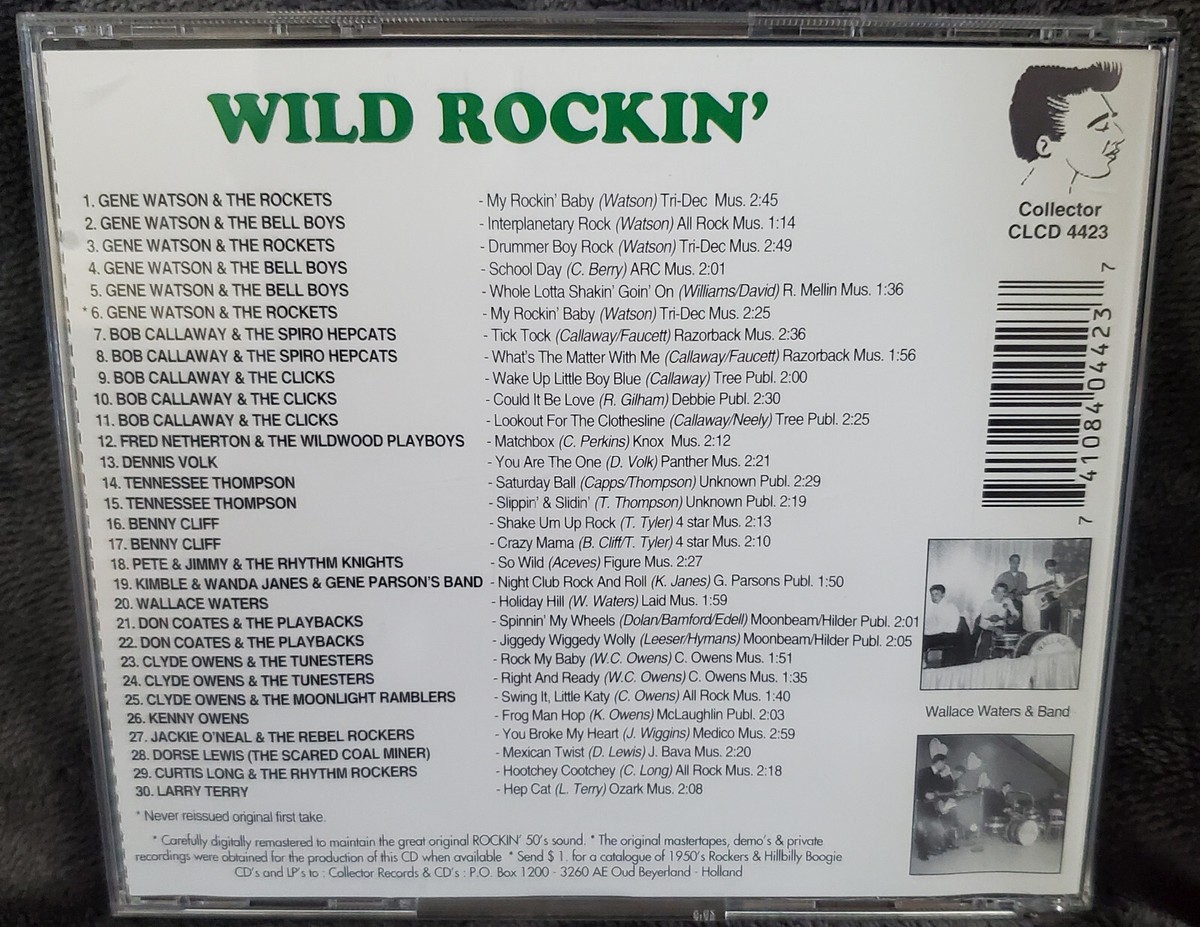 WILD ROCKIN'
Collector
CLCD 4423
1. GENE WATSON & THE ROCKETS - My Rockin' Baby (Watson) Tri-Dec Mus. 2:45
2. GENE WATSON & THE BELL BOYS - Interplanetary Rock (Watson) All Rock Mus. 1:14
3. GENE WATSON & THE ROCKETS - Drummer Boy Rock (Watson) Tri-Dec Mus. 2:49
4. GENE WATSON & THE BELL BOYS - School Day (C. Berry) ARC Mus. 2:01
5. GENE WATSON & THE BELL BOYS - Whole Lotta Shakin' Goin' On (Williams/David) R. Mellin Mus. 1:36
* 6. GENE WATSON & THE ROCKETS - My Rockin' Baby (Watson) Tri-Dec Mus. 2:25
7. BOB CALLAWAY & THE SPIRO HEPCATS - Tick Tock (Callaway/Faucett) Razorback Mus. 2:36
8. BOB CALLAWAY & THE SPIRO HEPCATS - What's The Matter With Me (Callaway/Faucett) Razorback Mus. 1:56
9. BOB CALLAWAY & THE CLICKS - Wake Up Little Boy Blue (Callaway) Tree Publ. 2:00
10. BOB CALLAWAY & THE CLICKS - Could It Be Love (R. Gilham) Debbie Publ. 2:30
11. BOB CALLAWAY & THE CLICKS - Lookout For The Clothesline (Callaway/Neely) Tree Publ. 2:25
12. FRED NETHERTON & THE WILDWOOD PLAYBOYS - Matchbox (C. Perkins) Knox Mus. 2:12
13. DENNIS VOLK - You Are The One (D. Volk) Panther Mus. 2:21
14. TENNESSEE THOMPSON - Saturday Ball (Capps/Thompson) Unknown Publ. 2:29
15. TENNESSEE THOMPSON - Slippin' & Slidin' (T. Thompson) Unknown Publ. 2:19
16. BENNY CLIFF - Shake Um Up Rock (T. Tyler) 4 star Mus. 2:13
17. BENNY CLIFF - Crazy Mama (B. Cliff/T. Tyler) 4 star Mus. 2:10
18. PETE & JIMMY & THE RHYTHM KNIGHTS - So Wild (Aceves) Figure Mus. 2:27
19. KIMBLE & WANDA JANES & GENE PARSON'S BAND - Night Club Rock And Roll (K. Janes) G. Parsons Publ. 1:50
20. WALLACE WATERS - Holiday Hill (W. Waters) Laid Mus. 1:59
21. DON COATES & THE PLAYBACKS - Spinnin' My Wheels (Dolan/Bamford/Edell) Moonbeam/Hilder Publ. 2:01
22. DON COATES & THE PLAYBACKS - Jiggedy Wiggedy Wolly (Leeser/Hymans) Moonbeam/Hilder Publ. 2:05
23. CLYDE OWENS & THE TUNESTERS - Rock My Baby (W.C. Owens) C. Owens Mus. 1:51
24. CLYDE OWENS & THE TUNESTERS - Right And Ready (W.C. Owens) C. Owens Mus. 1:35
25. CLYDE OWENS & THE MOONLIGHT RAMBLERS - Swing It, Little Katy (C. Owens) All Rock Mus. 1:40
26. KENNY OWENS - Frog Man Hop (K. Owens) McLaughlin Publ. 2:03
27. JACKIE O'NEAL & THE REBEL ROCKERS - You Broke My Heart (J. Wiggins) Medico Mus. 2:59
28. DORSE LEWIS (THE SCARED COAL MINER) - Mexican Twist (D. Lewis) J. Bava Mus. 2:20
29. CURTIS LONG & THE RHYTHM ROCKERS - Hootchey Cootchey (C. Long) All Rock Mus. 2:18
30. LARRY TERRY - Hep Cat (L. Terry) Ozark Mus. 2:08
7 41084 04423 7
Wallace Waters & Band
* Never reissued original first take.
* Carefully digitally remastered to maintain the great original ROCKIN' 50's sound. * The original mastertapes, demo's & private
recordings were obtained for the production of this CD when available * Send $ 1. for a catalogue of 1950's Rockers & Hillbilly Boogie
CD's and LP's to : Collector Records & CD's : P.O. Box 1200 - 3260 AE Oud Beyerland - Holland